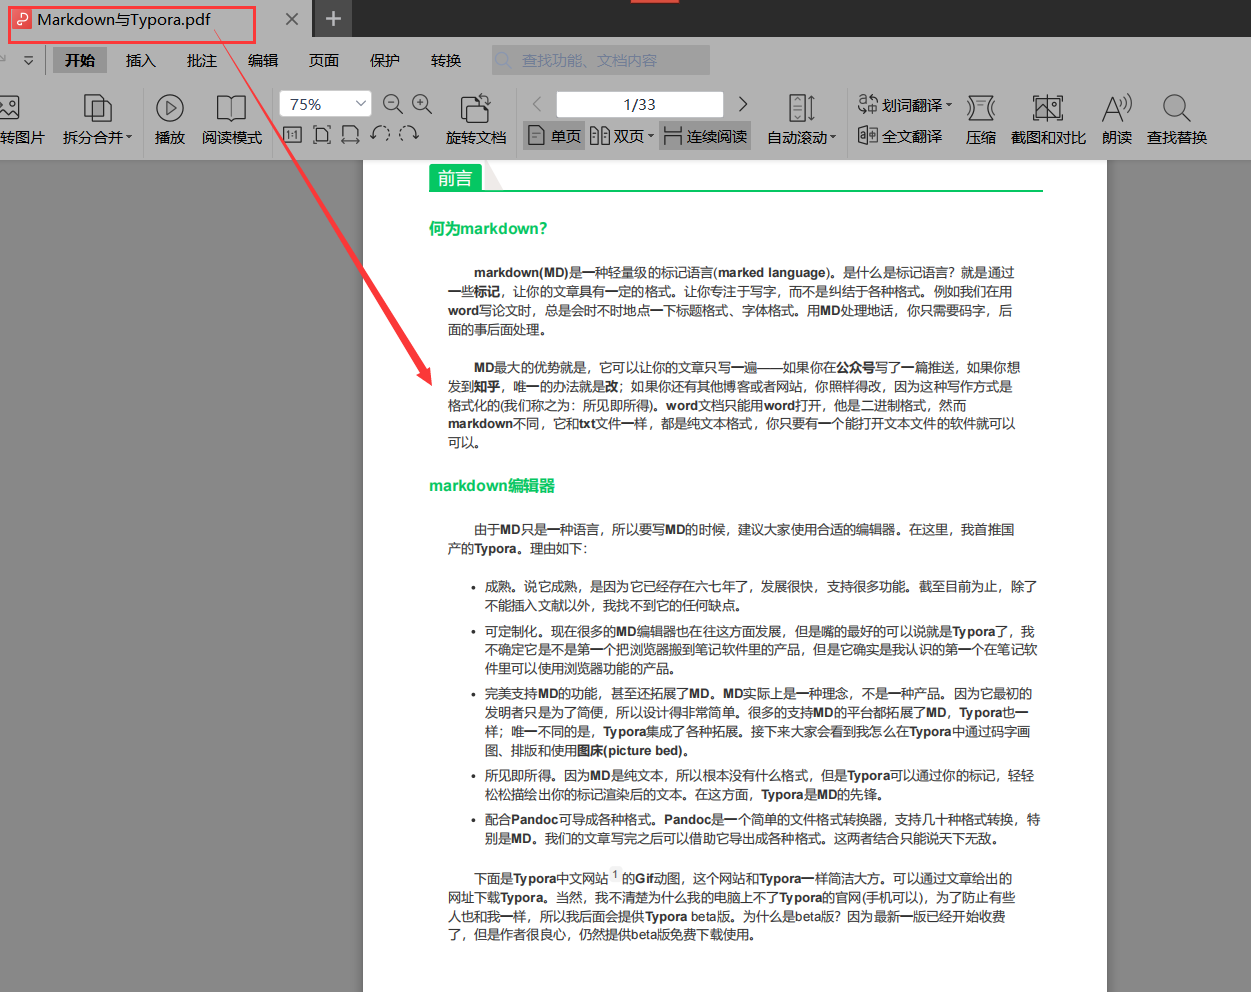 Markdown与Typora.pdf
开始 插入 批注 编辑 页面 保护 转换 查找功能、文档内容
转图片 拆分合并 播放 阅读模式 75% 1:1 旋转文档 1/33 单页 双页 连续阅读 自动滚动 划词翻译 全文翻译 压缩 截图和对比 朗读 查找替换
前言
何为markdown？
markdown(MD)是一种轻量级的标记语言(marked language)。是什么是标记语言？就是通过
一些标记，让你的文章具有一定的格式。让你专注于写字，而不是纠结于各种格式。例如我们在用
word写论文时，总是会时不时地点一下标题格式、字体格式。用MD处理地话，你只需要码字，后
面的事后面处理。
MD最大的优势就是，它可以让你的文章只写一遍——如果你在公众号写了一篇推送，如果你想
发到知乎，唯一的办法就是改；如果你还有其他博客或者网站，你照样得改，因为这种写作方式是
格式化的(我们称之为：所见即所得)。word文档只能用word打开，他是二进制格式，然而
markdown不同，它和txt文件一样，都是纯文本格式，你只要有一个能打开文本文件的软件就可以
可以。
markdown编辑器
由于MD只是一种语言，所以要写MD的时候，建议大家使用合适的编辑器。在这里，我首推国
产的Typora。理由如下：
• 成熟。说它成熟，是因为它已经存在六七年了，发展很快，支持很多功能。截至目前为止，除了
不能插入文献以外，我找不到它的任何缺点。
• 可定制化。现在很多的MD编辑器也在往这方面发展，但是嘴的最好的可以说就是Typora了，我
不确定它是不是第一个把浏览器搬到笔记软件里的产品，但是它确实是我认识的第一个在笔记软
件里可以使用浏览器功能的产品。
• 完美支持MD的功能，甚至还拓展了MD。MD实际上是一种理念，不是一种产品。因为它最初的
发明者只是为了简便，所以设计得非常简单。很多的支持MD的平台都拓展了MD，Typora也一
样；唯一不同的是，Typora集成了各种拓展。接下来大家会看到我怎么在Typora中通过码字画
图、排版和使用图床(picture bed)。
• 所见即所得。因为MD是纯文本，所以根本没有什么格式，但是Typora可以通过你的标记，轻轻
松松描绘出你的标记渲染后的文本。在这方面，Typora是MD的先锋。
• 配合Pandoc可导成各种格式。Pandoc是一个简单的文件格式转换器，支持几十种格式转换，特
别是MD。我们的文章写完之后可以借助它导出成各种格式。这两者结合只能说天下无敌。
下面是Typora中文网站 1 的Gif动图，这个网站和Typora一样简洁大方。可以通过文章给出的
网址下载Typora。当然，我不清楚为什么我的电脑上不了Typora的官网(手机可以)，为了防止有些
人也和我一样，所以我后面会提供Typora beta版。为什么是beta版？因为最新一版已经开始收费
了，但是作者很良心，仍然提供beta版免费下载使用。